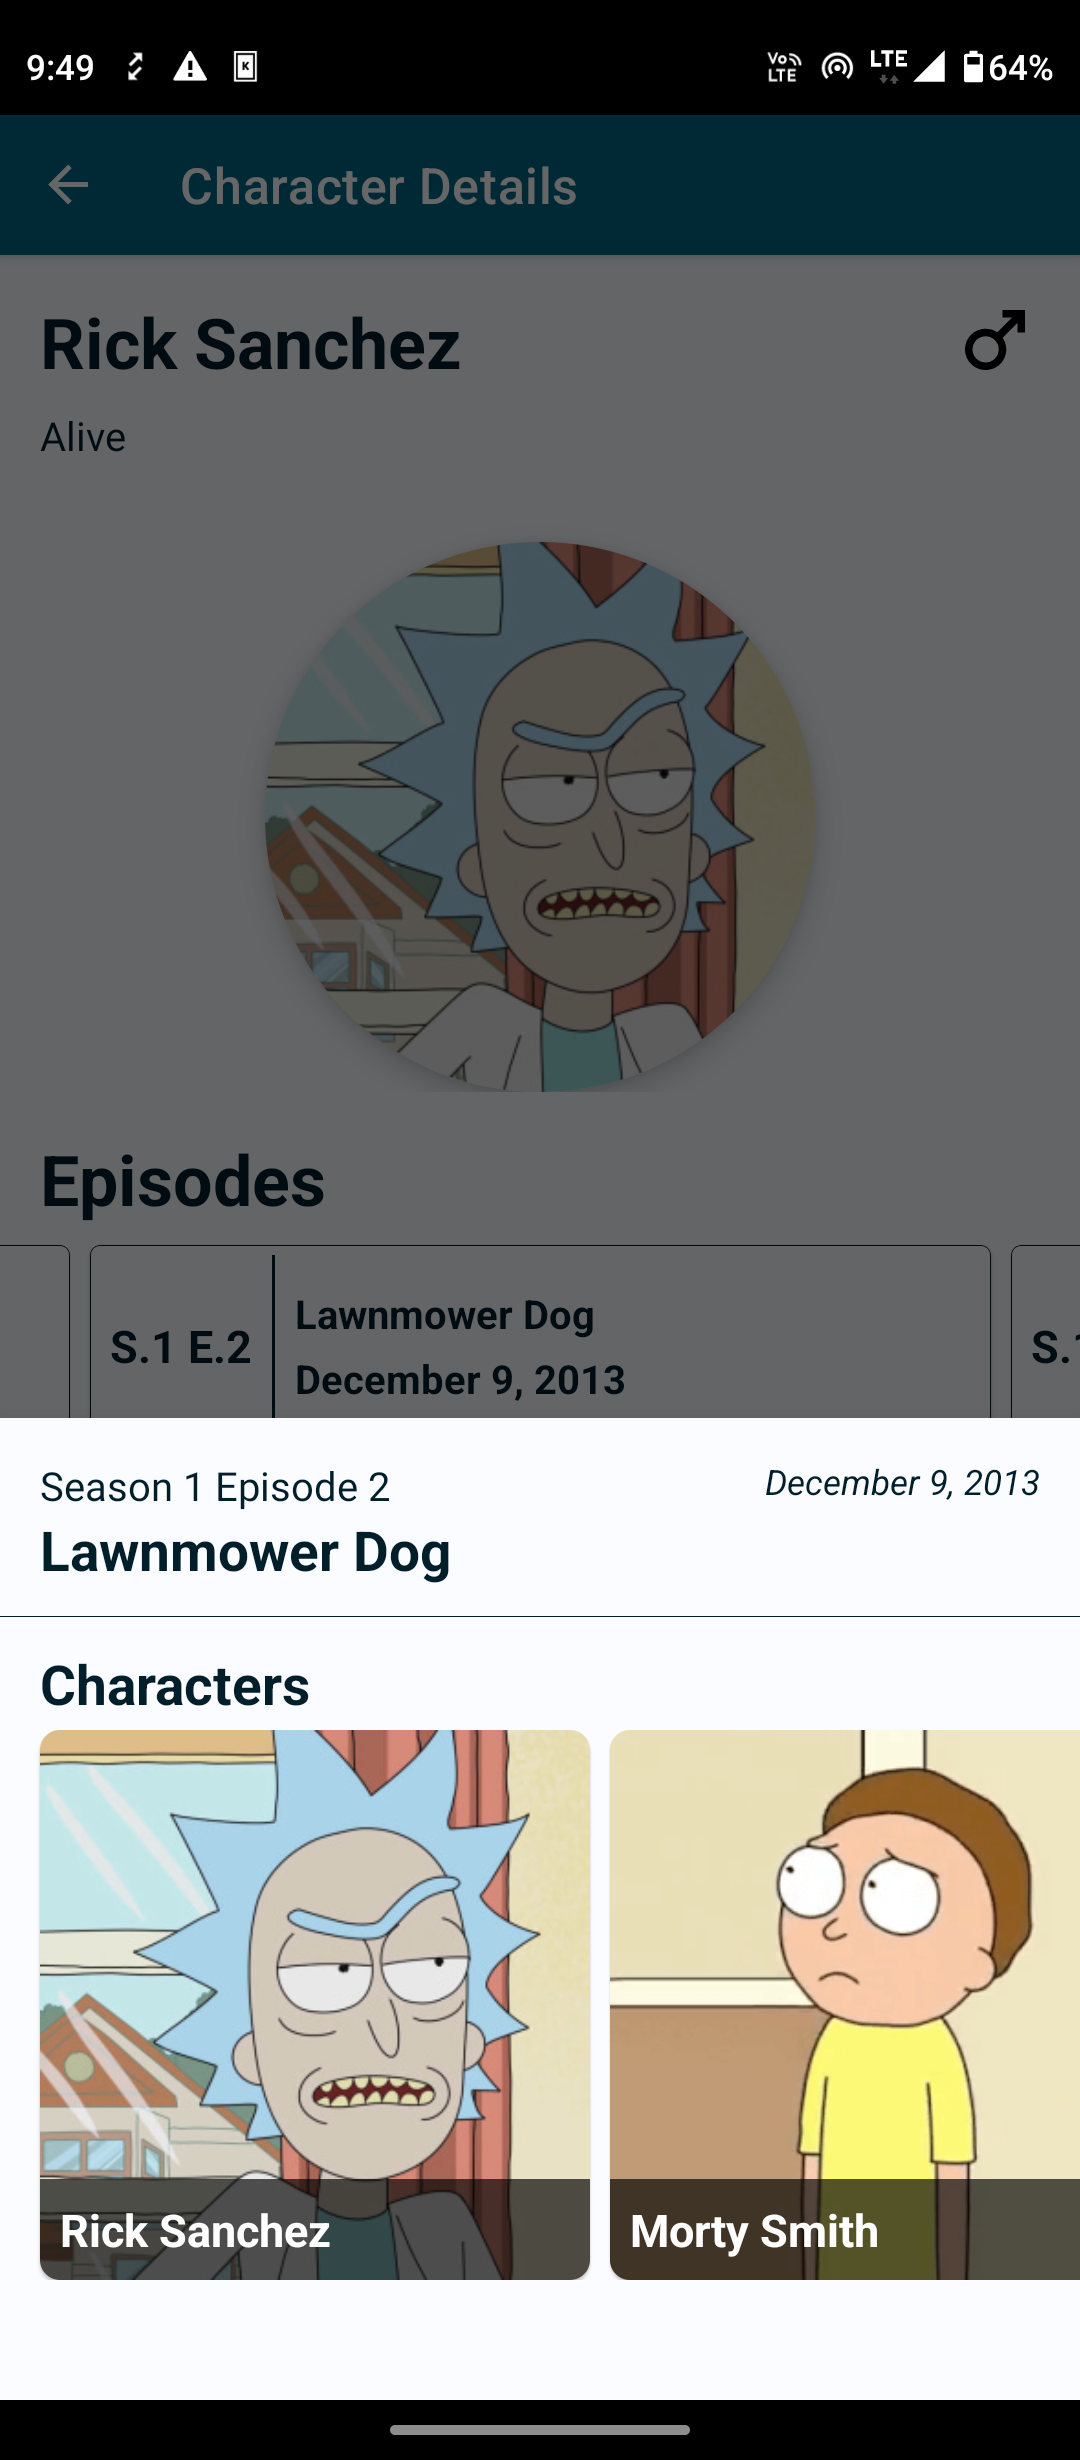 9:49
K
Vo LTE
LTE
64%
Character Details
Rick Sanchez
Alive
Episodes
S.1 E.2
Lawnmower Dog
December 9, 2013
S.1
Season 1 Episode 2
December 9, 2013
Lawnmower Dog
Characters
Rick Sanchez
Morty Smith